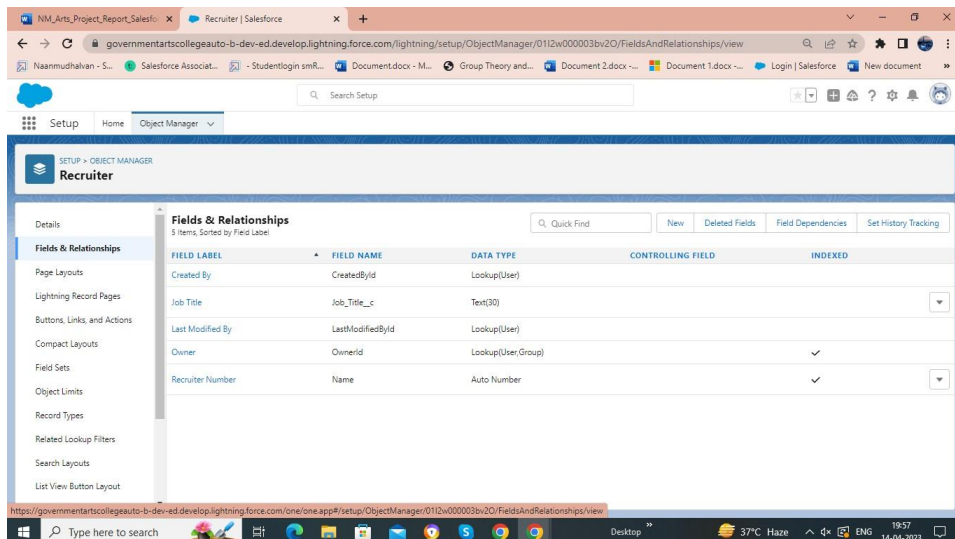 NM_Arts_Project_Report_Salesfo
Recruiter | Salesforce
governmentartscollegeauto-b-dev-ed.develop.lightning.force.com/lightning/setup/ObjectManager/01I2w000003bv2O/FieldsAndRelationships/view
Naanmudhalvan - S... Salesforce Associat... - Studentlogin smR... Document.docx - M... Group Theory and... Document 2.docx -... Document 1.docx -... Login | Salesforce New document
Search Setup
Setup Home Object Manager
SETUP > OBJECT MANAGER
Recruiter
Details
Fields & Relationships
Page Layouts
Lightning Record Pages
Buttons, Links, and Actions
Compact Layouts
Field Sets
Object Limits
Record Types
Related Lookup Filters
Search Layouts
List View Button Layout
Fields & Relationships
5 Items, Sorted by Field Label
Quick Find New Deleted Fields Field Dependencies Set History Tracking
FIELD LABEL FIELD NAME DATA TYPE CONTROLLING FIELD INDEXED
Created By CreatedById Lookup(User)
Job Title Job_Title__c Text(30)
Last Modified By LastModifiedById Lookup(User)
Owner OwnerId Lookup(User,Group)
Recruiter Number Name Auto Number
https://governmentartscollegeauto-b-dev-ed.develop.lightning.force.com/one/one.app#/setup/ObjectManager/01I2w000003bv2O/FieldsAndRelationships/view
Type here to search Desktop 37°C Haze ENG 19:57
14-04-2023